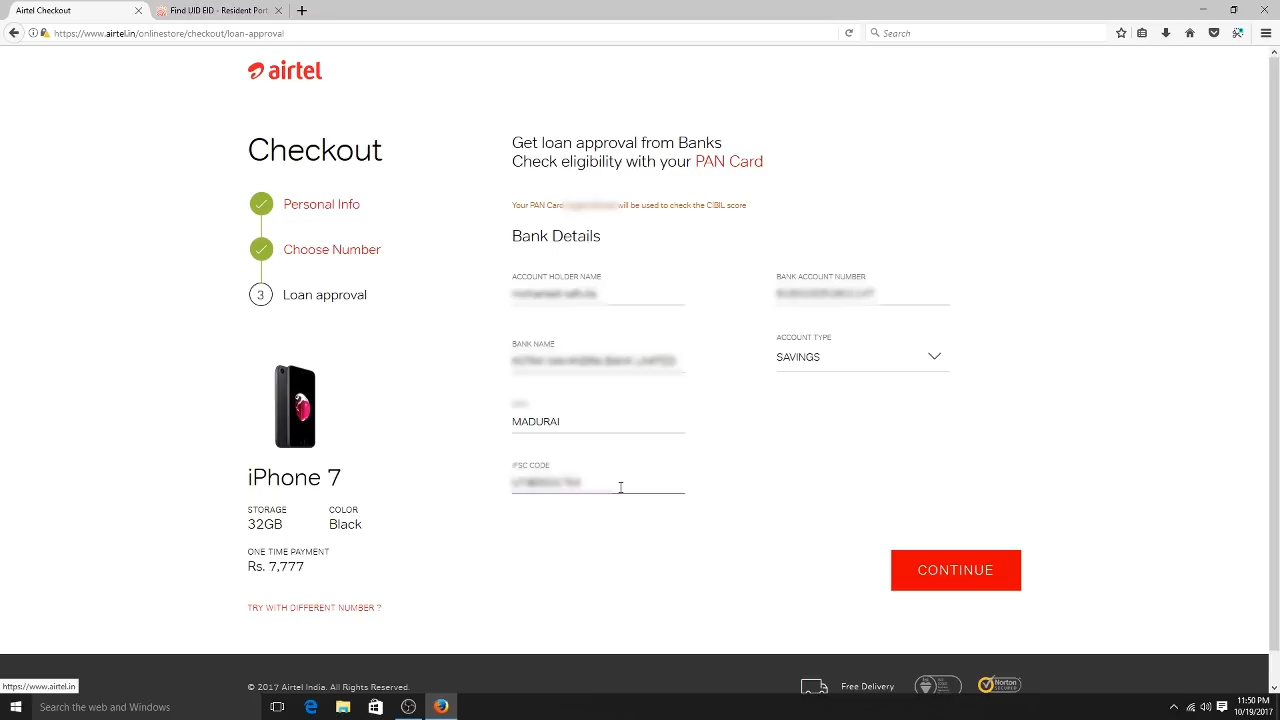 Airtel Checkout
Find UID EID - Resident Port
https://www.airtel.in/onlinestore/checkout/loan-approval
Search
airtel
Checkout
Personal Info
Choose Number
3 Loan approval
iPhone 7
STORAGE COLOR
32GB Black
ONE TIME PAYMENT
Rs. 7,777
TRY WITH DIFFERENT NUMBER ?
Get loan approval from Banks
Check eligibility with your PAN Card
Your PAN Card will be used to check the CIBIL score
Bank Details
ACCOUNT HOLDER NAME
BANK ACCOUNT NUMBER
BANK NAME
ACCOUNT TYPE
SAVINGS
MADURAI
IFSC CODE
CONTINUE
© 2017 Airtel India. All Rights Reserved.
Free Delivery
Norton
SECURED
https://www.airtel.in
Search the web and Windows
11:50 PM
10/19/2017